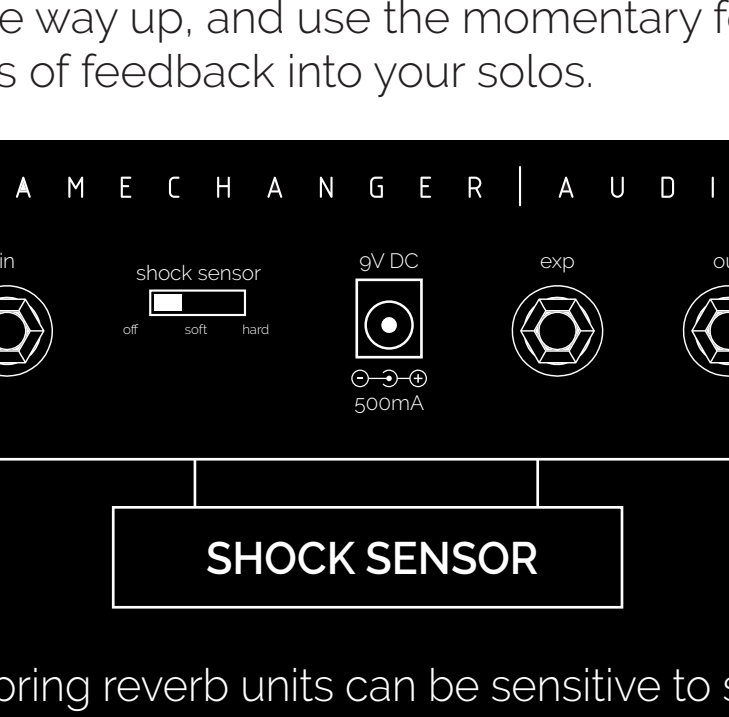 e way up, and use the momentary f
s of feedback into your solos.
A M E C H A N G E R | A U D I
in
shock sensor
9V DC
exp
ou
off soft hard
500mA
SHOCK SENSOR
pring reverb units can be sensitive to s